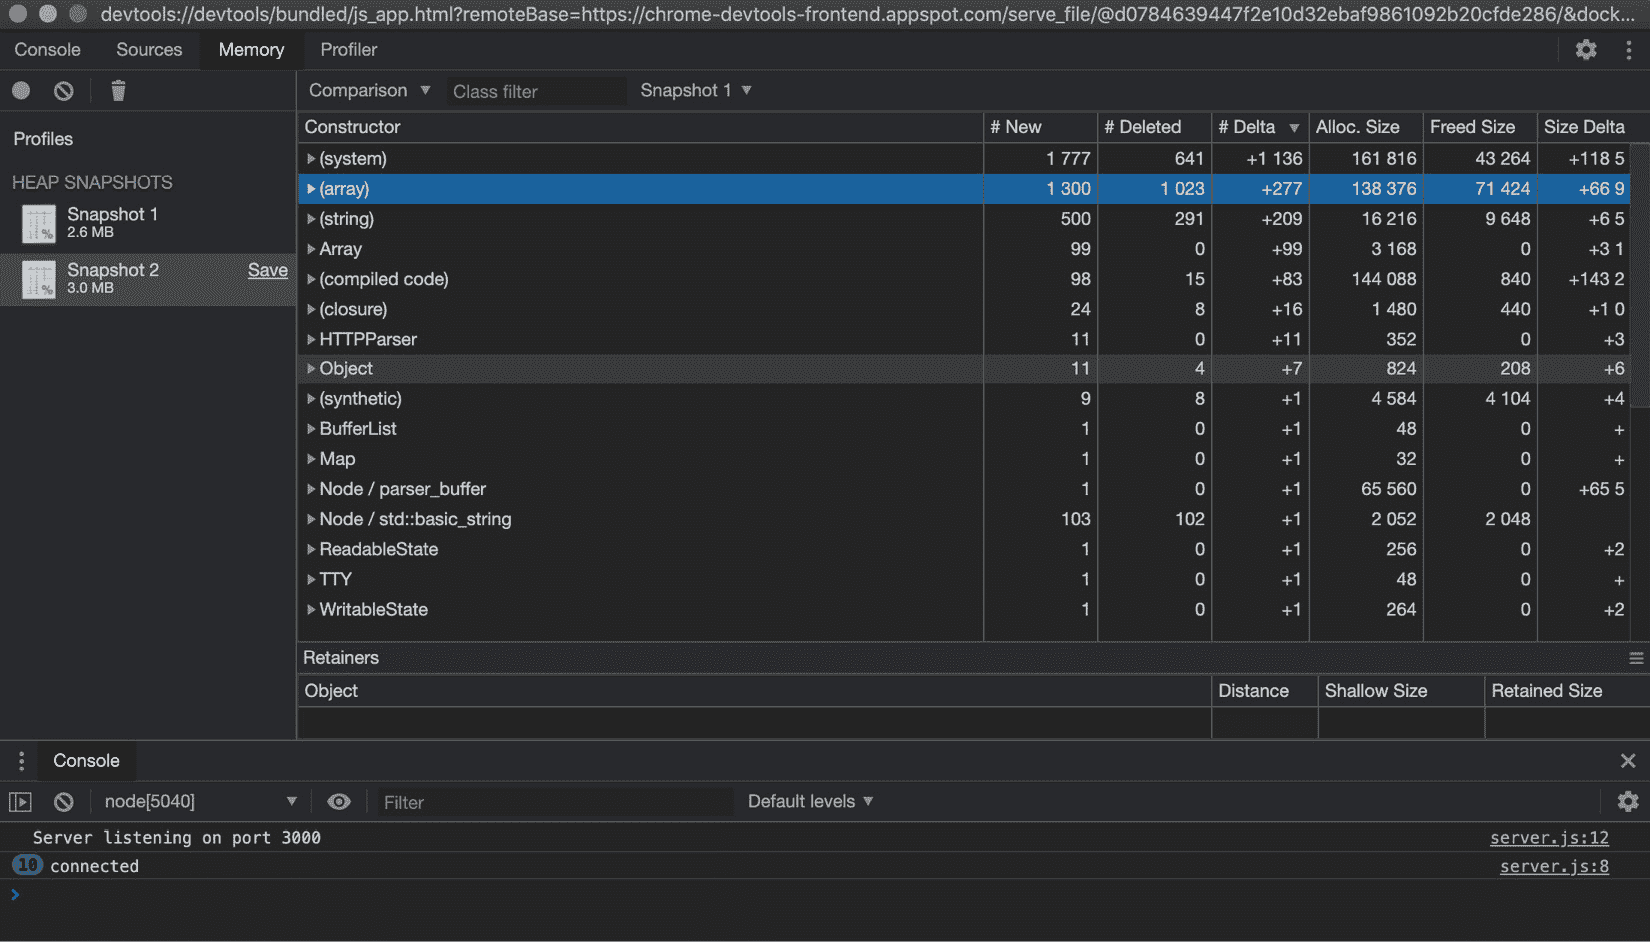 devtools://devtools/bundled/js_app.html?remoteBase=https://chrome-devtools-frontend.appspot.com/serve_file/@d0784639447f2e10d32ebaf9861092b20cfde286/&dock...
Console Sources Memory Profiler
Comparison ▼ Class filter Snapshot 1 ▼
Profiles
HEAP SNAPSHOTS
Snapshot 1
2.6 MB
Snapshot 2 Save
3.0 MB
Constructor # New # Deleted # Delta ▼ Alloc. Size Freed Size Size Delta
(system) 1 777 641 +1 136 161 816 43 264 +118 5
(array) 1 300 1 023 +277 138 376 71 424 +66 9
(string) 500 291 +209 16 216 9 648 +6 5
Array 99 0 +99 3 168 0 +3 1
(compiled code) 98 15 +83 144 088 840 +143 2
(closure) 24 8 +16 1 480 440 +1 0
HTTPParser 11 0 +11 352 0 +3
Object 11 4 +7 824 208 +6
(synthetic) 9 8 +1 4 584 4 104 +4
BufferList 1 0 +1 48 0 +
Map 1 0 +1 32 0 +
Node / parser_buffer 1 0 +1 65 560 0 +65 5
Node / std::basic_string 103 102 +1 2 052 2 048
ReadableState 1 0 +1 256 0 +2
TTY 1 0 +1 48 0 +
WritableState 1 0 +1 264 0 +2
Retainers
Object Distance Shallow Size Retained Size
Console
node[5040] ▼ Filter Default levels ▼
Server listening on port 3000 server.js:12
10 connected server.js:8